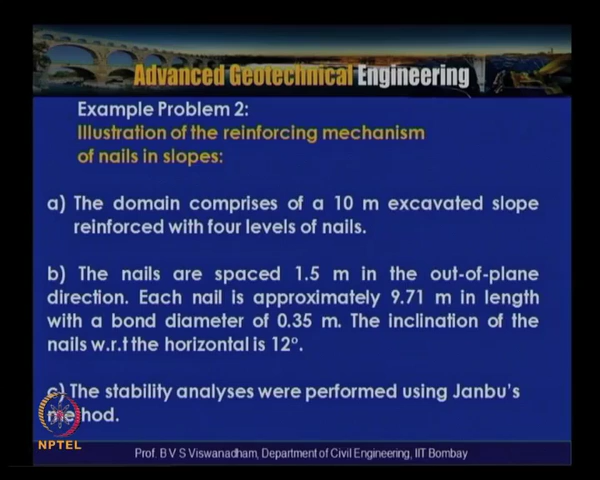 Advanced Geotechnical Engineering
Example Problem 2:
Illustration of the reinforcing mechanism
of nails in slopes:
a) The domain comprises of a 10 m excavated slope
reinforced with four levels of nails.
b) The nails are spaced 1.5 m in the out-of-plane
direction. Each nail is approximately 9.71 m in length
with a bond diameter of 0.35 m. The inclination of the
nails w.r.t the horizontal is 12°.
c) The stability analyses were performed using Janbu's
method.
NPTEL
Prof. B V S Viswanadham, Department of Civil Engineering, IIT Bombay